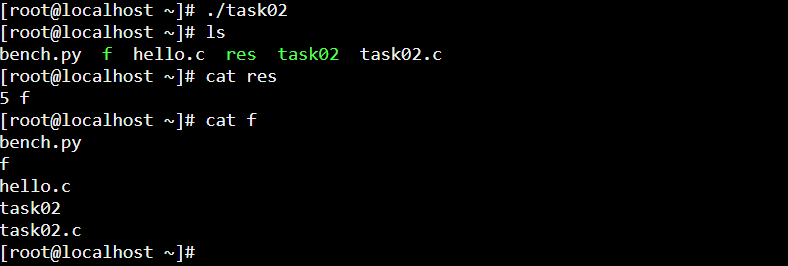 [root@localhost ~]# ./task02
[root@localhost ~]# ls
bench.py  f  hello.c  res  task02  task02.c
[root@localhost ~]# cat res
5 f
[root@localhost ~]# cat f
bench.py
f
hello.c
task02
task02.c
[root@localhost ~]#